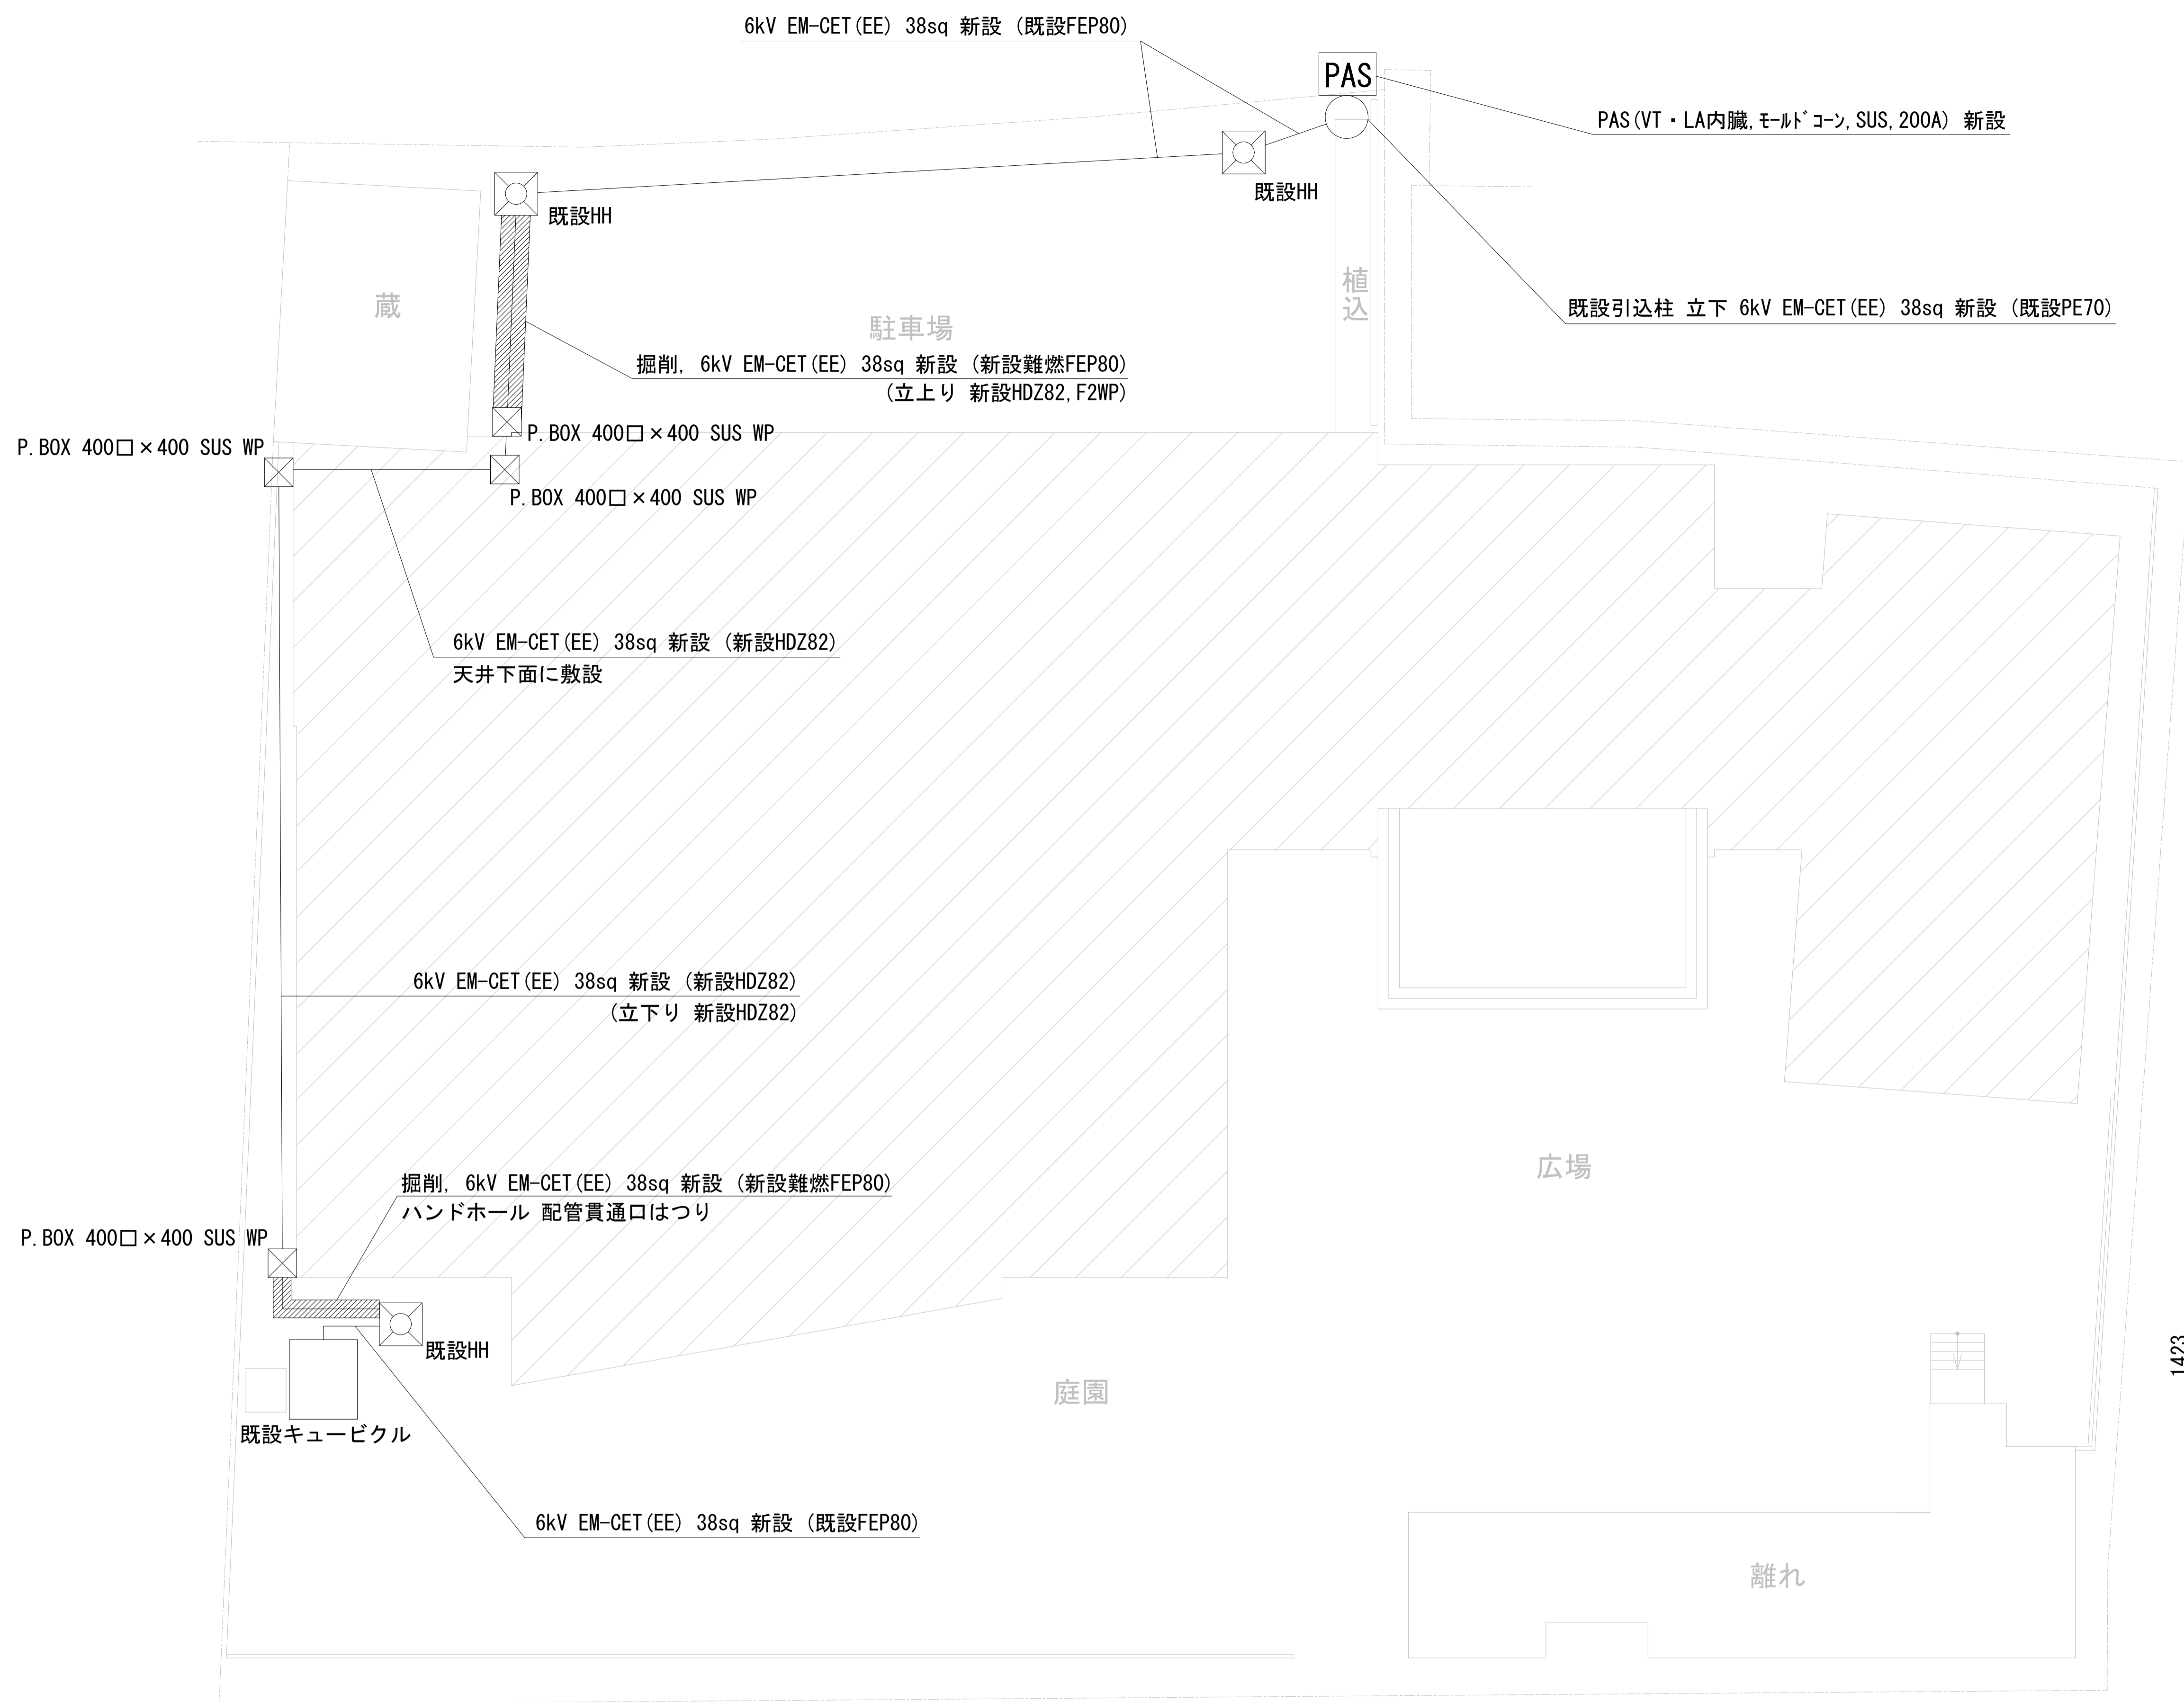 6kV EM-CET(EE) 38sq 新設 (既設FEP80)
PAS
PAS(VT・LA内臓,ﾓｰﾙﾄﾞｺｰﾝ,SUS,200A) 新設
既設HH
既設HH
蔵
駐車場
植込
既設引込柱 立下 6kV EM-CET(EE) 38sq 新設 (既設PE70)
掘削, 6kV EM-CET(EE) 38sq 新設 (新設難燃FEP80)
(立上り 新設HDZ82,F2WP)
P.BOX 400□×400 SUS WP
P.BOX 400□×400 SUS WP
P.BOX 400□×400 SUS WP
6kV EM-CET(EE) 38sq 新設 (新設HDZ82)
天井下面に敷設
6kV EM-CET(EE) 38sq 新設 (新設HDZ82)
(立下り 新設HDZ82)
広場
掘削, 6kV EM-CET(EE) 38sq 新設 (新設難燃FEP80)
ハンドホール 配管貫通口はつり
P.BOX 400□×400 SUS WP
既設HH
1423
庭園
既設キュービクル
6kV EM-CET(EE) 38sq 新設 (既設FEP80)
離れ